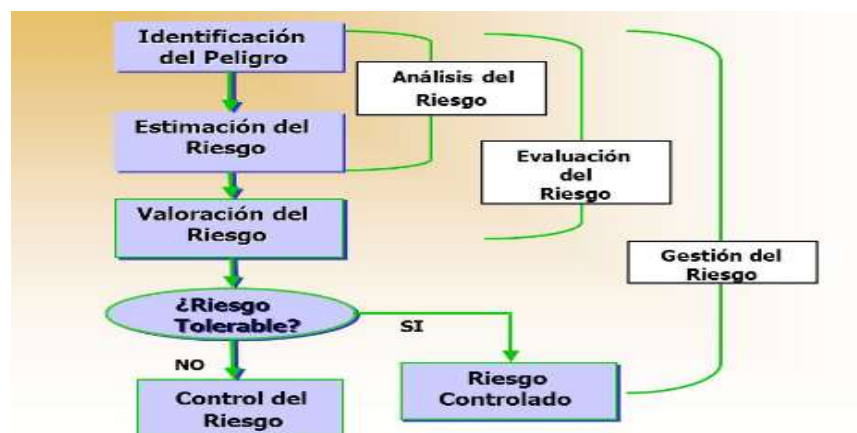 Identificación
del Peligro
Análisis del
Riesgo
Estimación del
Riesgo
Evaluación
del
Riesgo
Valoración del
Riesgo
Gestión del
Riesgo
¿Riesgo
Tolerable?
SI
NO
Riesgo
Controlado
Control del
Riesgo